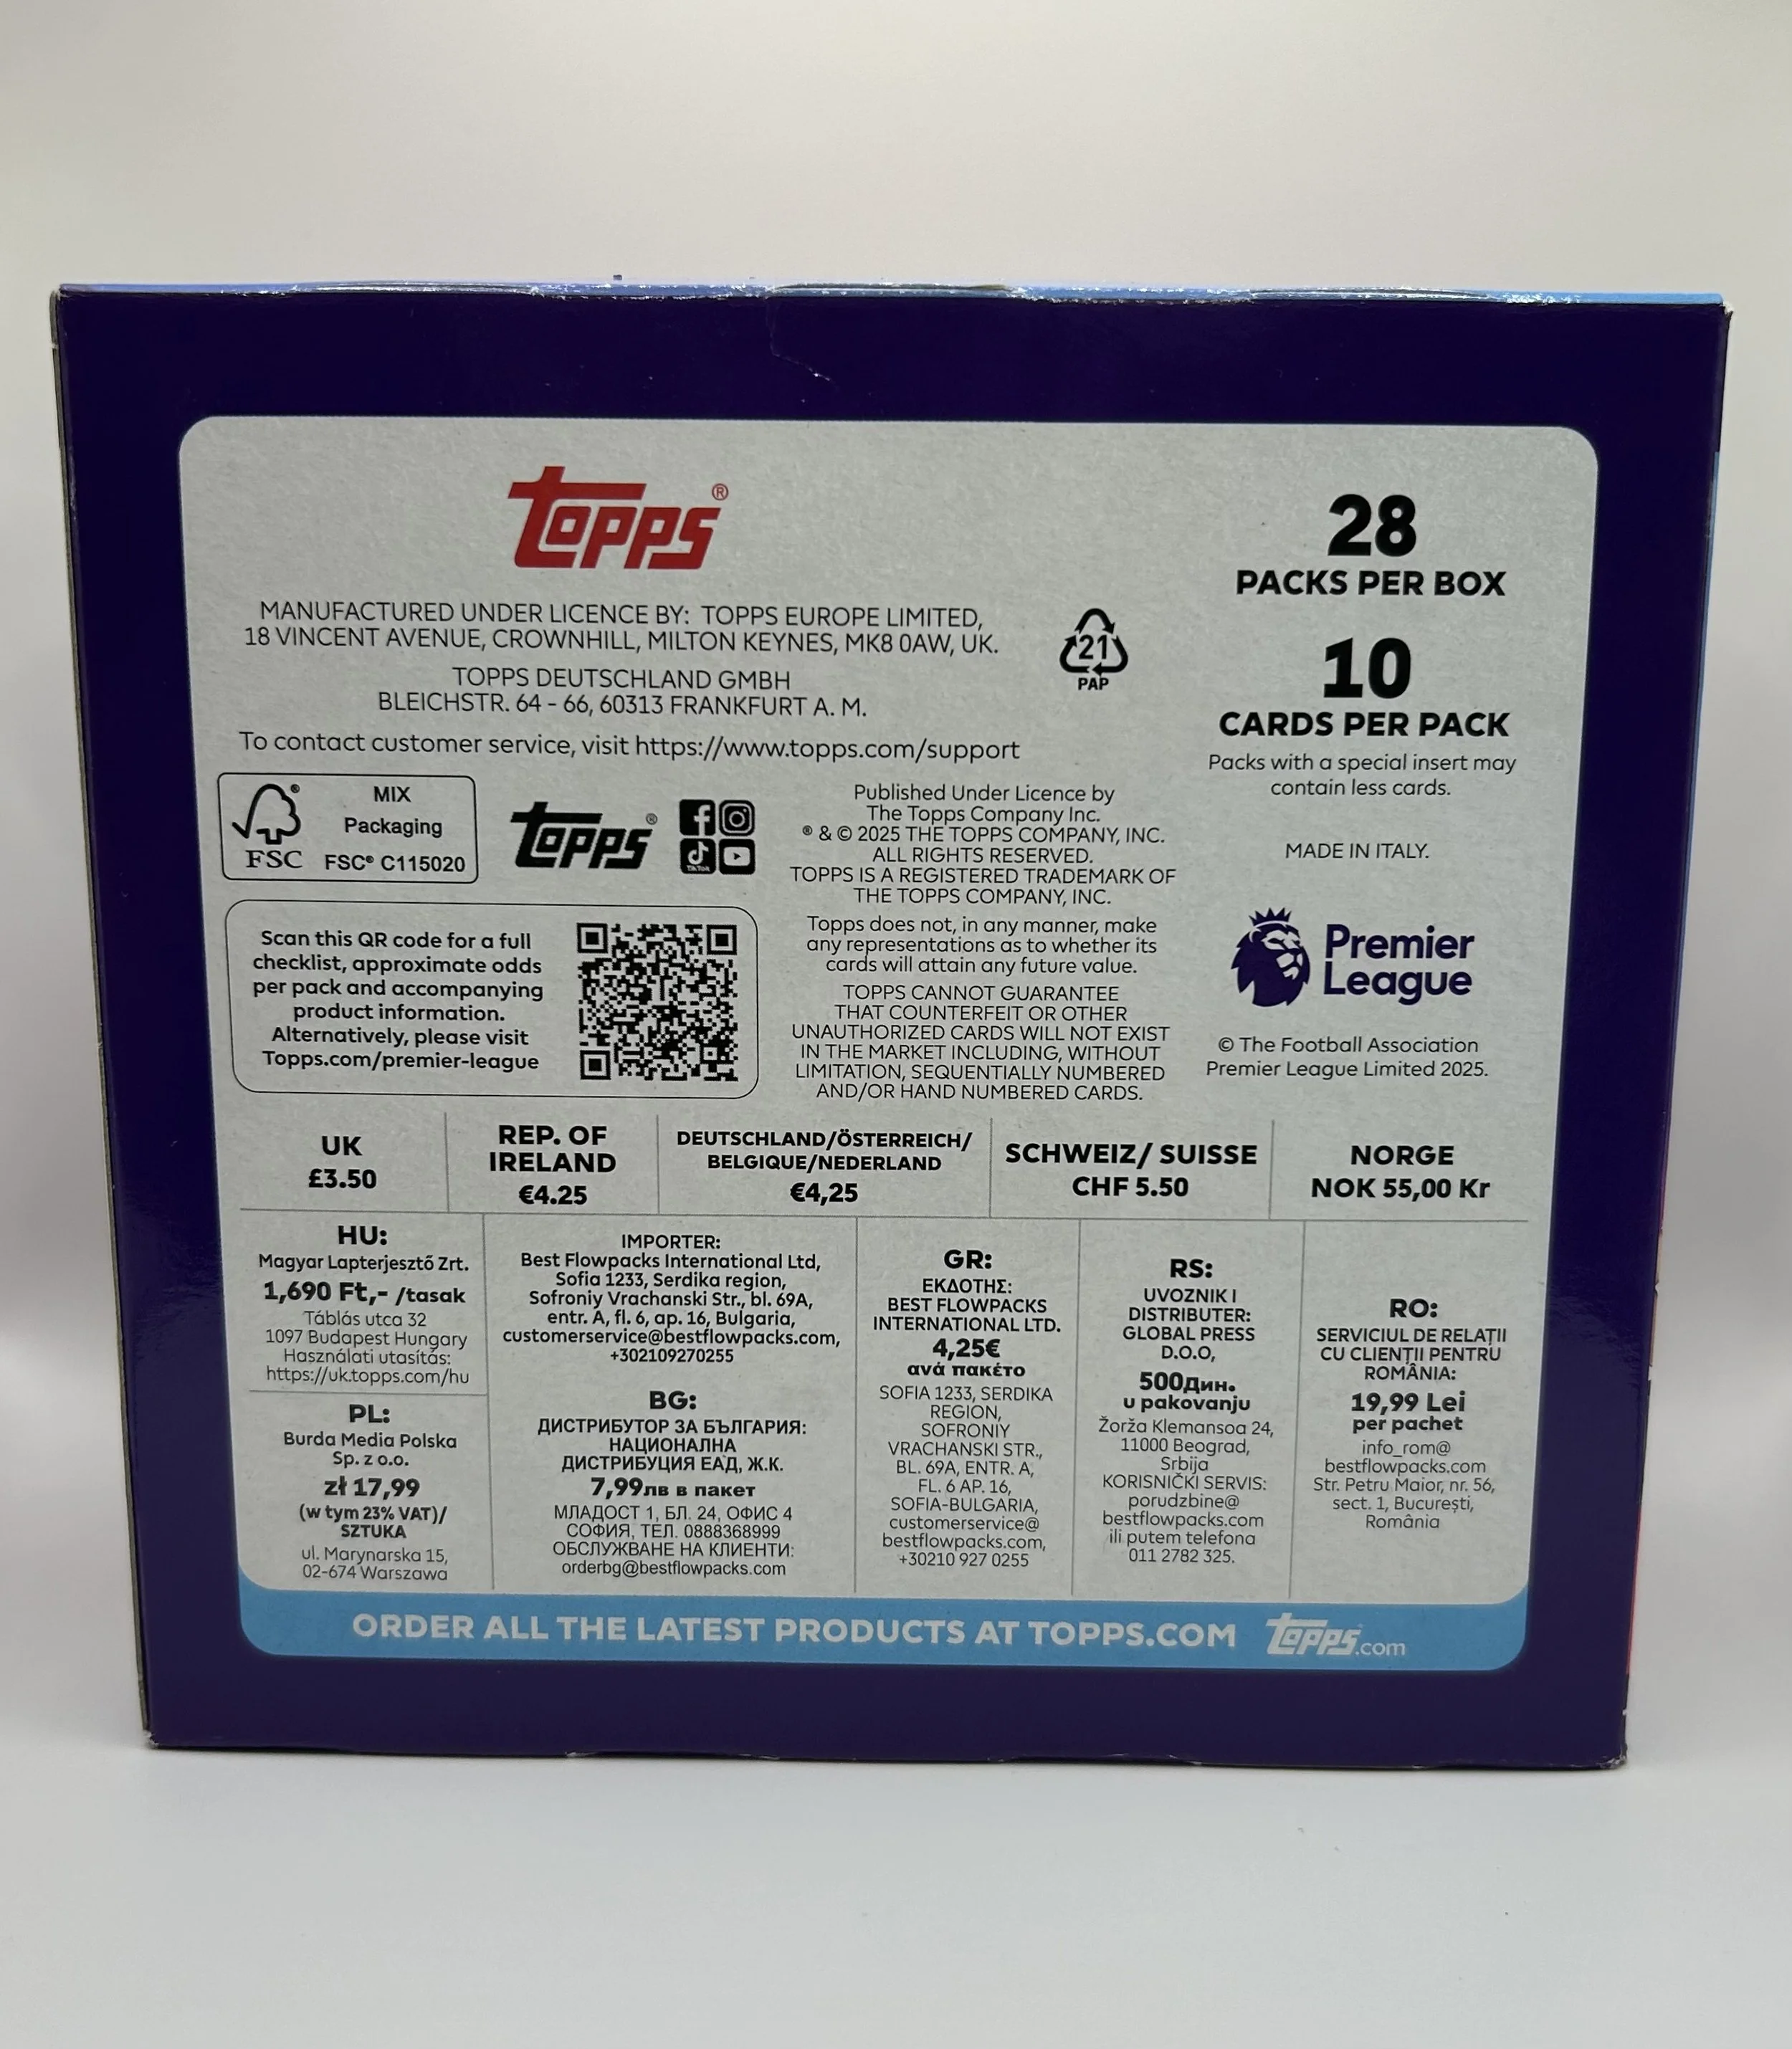 Topps®
MANUFACTURED UNDER LICENCE BY: TOPPS EUROPE LIMITED,
18 VINCENT AVENUE, CROWNHILL, MILTON KEYNES, MK8 0AW, UK.
TOPPS DEUTSCHLAND GMBH
BLEICHSTR. 64 - 66, 60313 FRANKFURT A. M.
To contact customer service, visit https://www.topps.com/support
21
PAP
28
PACKS PER BOX
10
CARDS PER PACK
Packs with a special insert may
contain less cards.
MADE IN ITALY.
FSC
MIX
Packaging
FSC® C115020
Topps®
TikTok
Published Under Licence by
The Topps Company Inc.
® & © 2025 THE TOPPS COMPANY, INC.
ALL RIGHTS RESERVED.
TOPPS IS A REGISTERED TRADEMARK OF
THE TOPPS COMPANY, INC.
Topps does not, in any manner, make
any representations as to whether its
cards will attain any future value.
TOPPS CANNOT GUARANTEE
THAT COUNTERFEIT OR OTHER
UNAUTHORIZED CARDS WILL NOT EXIST
IN THE MARKET INCLUDING, WITHOUT
LIMITATION, SEQUENTIALLY NUMBERED
AND/OR HAND NUMBERED CARDS.
Scan this QR code for a full
checklist, approximate odds
per pack and accompanying
product information.
Alternatively, please visit
Topps.com/premier-league
Premier
League
© The Football Association
Premier League Limited 2025.
UK
£3.50
REP. OF
IRELAND
€4.25
DEUTSCHLAND/ÖSTERREICH/
BELGIQUE/NEDERLAND
€4,25
SCHWEIZ/ SUISSE
CHF 5.50
NORGE
NOK 55,00 Kr
HU:
Magyar Lapterjesztő Zrt.
1,690 Ft,- /tasak
Táblás utca 32
1097 Budapest Hungary
Használati utasítás:
https://uk.topps.com/hu
PL:
Burda Media Polska
Sp. z o.o.
zł 17,99
(w tym 23% VAT)/
SZTUKA
ul. Marynarska 15,
02-674 Warszawa
IMPORTER:
Best Flowpacks International Ltd,
Sofia 1233, Serdika region,
Sofroniy Vrachanski Str., bl. 69A,
entr. A, fl. 6, ap. 16, Bulgaria,
customerservice@bestflowpacks.com,
+302109270255
BG:
ДИСТРИБУТОР ЗА БЪЛГАРИЯ:
НАЦИОНАЛНА
ДИСТРИБУЦИЯ ЕАД, Ж.К.
7,99лв в пакет
МЛАДОСТ 1, БЛ. 24, ОФИС 4
СОФИЯ, ТЕЛ. 0888368999
ОБСЛУЖВАНЕ НА КЛИЕНТИ:
orderbg@bestflowpacks.com
GR:
ΕΚΔΟΤΗΣ:
BEST FLOWPACKS
INTERNATIONAL LTD.
4,25€
ανά πακέτο
SOFIA 1233, SERDIKA
REGION,
SOFRONIY
VRACHANSKI STR.,
BL. 69A, ENTR. A,
FL. 6 AP. 16,
SOFIA-BULGARIA,
customerservice@
bestflowpacks.com,
+30210 927 0255
RS:
UVOZNIK I
DISTRIBUTER:
GLOBAL PRESS
D.O.O,
500Дин.
u pakovanju
Žorža Klemansoa 24,
11000 Beograd,
Srbija
KORISNIČKI SERVIS:
porudzbine@
bestflowpacks.com
ili putem telefona
011 2782 325.
RO:
SERVICIUL DE RELAȚII
CU CLIENȚII PENTRU
ROMÂNIA:
19,99 Lei
per pachet
info_rom@
bestflowpacks.com
Str. Petru Maior, nr. 56,
sect. 1, București,
România
ORDER ALL THE LATEST PRODUCTS AT TOPPS.COM Topps.com